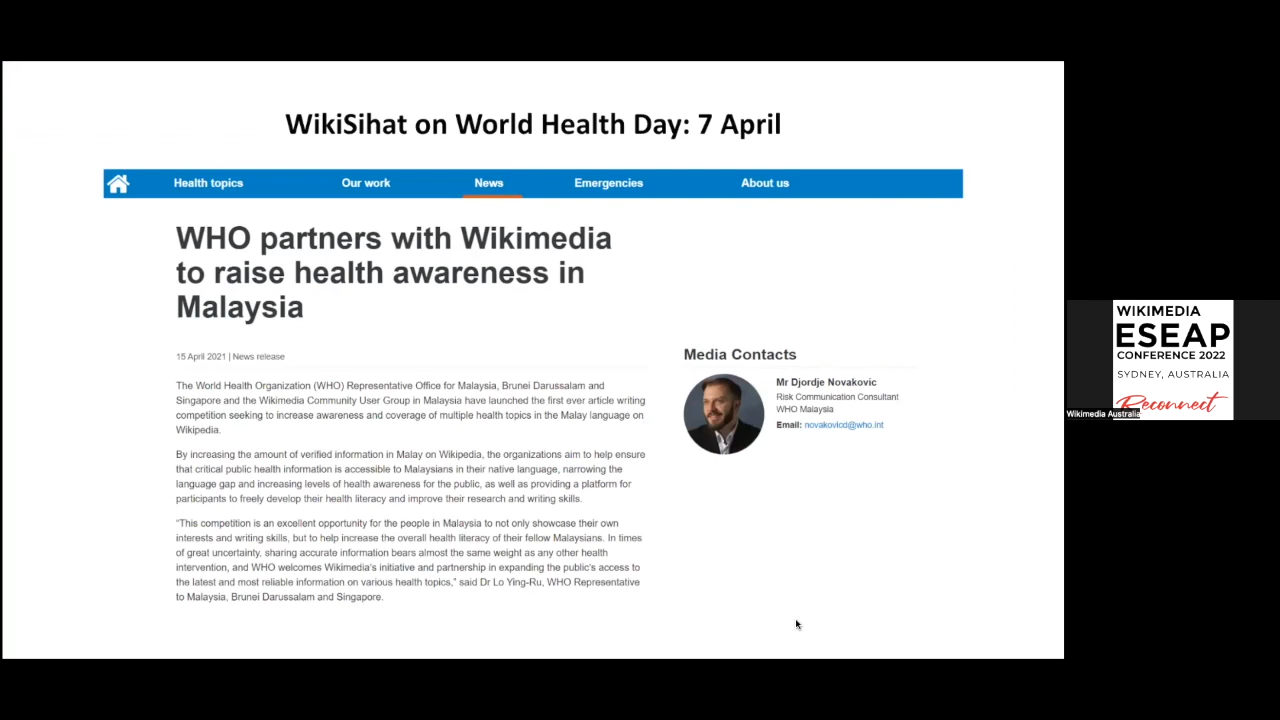 WikiSihat on World Health Day: 7 April
Health topics
Our work
News
Emergencies
About us
WHO partners with Wikimedia
to raise health awareness in
Malaysia
15 April 2021 | News release
The World Health Organization (WHO) Representative Office for Malaysia, Brunei Darussalam and
Singapore and the Wikimedia Community User Group in Malaysia have launched the first ever article writing
competition seeking to increase awareness and coverage of multiple health topics in the Malay language on
Wikipedia.
By increasing the amount of verified information in Malay on Wikipedia, the organizations aim to help ensure
that critical public health information is accessible to Malaysians in their native language, narrowing the
language gap and increasing levels of health awareness for the public, as well as providing a platform for
participants to freely develop their health literacy and improve their research and writing skills.
“This competition is an excellent opportunity for the people in Malaysia to not only showcase their own
interests and writing skills, but to help increase the overall health literacy of their fellow Malaysians. In times
of great uncertainty, sharing accurate information bears almost the same weight as any other health
intervention, and WHO welcomes Wikimedia's initiative and partnership in expanding the public's access to
the latest and most reliable information on various health topics,” said Dr Lo Ying-Ru, WHO Representative
to Malaysia, Brunei Darussalam and Singapore.
Media Contacts
Mr Djordje Novakovic
Risk Communication Consultant
WHO Malaysia
Email: novakovicd@who.int
WIKIMEDIA
ESEAP
CONFERENCE 2022
SYDNEY, AUSTRALIA
Reconnect
Wikimedia Australia